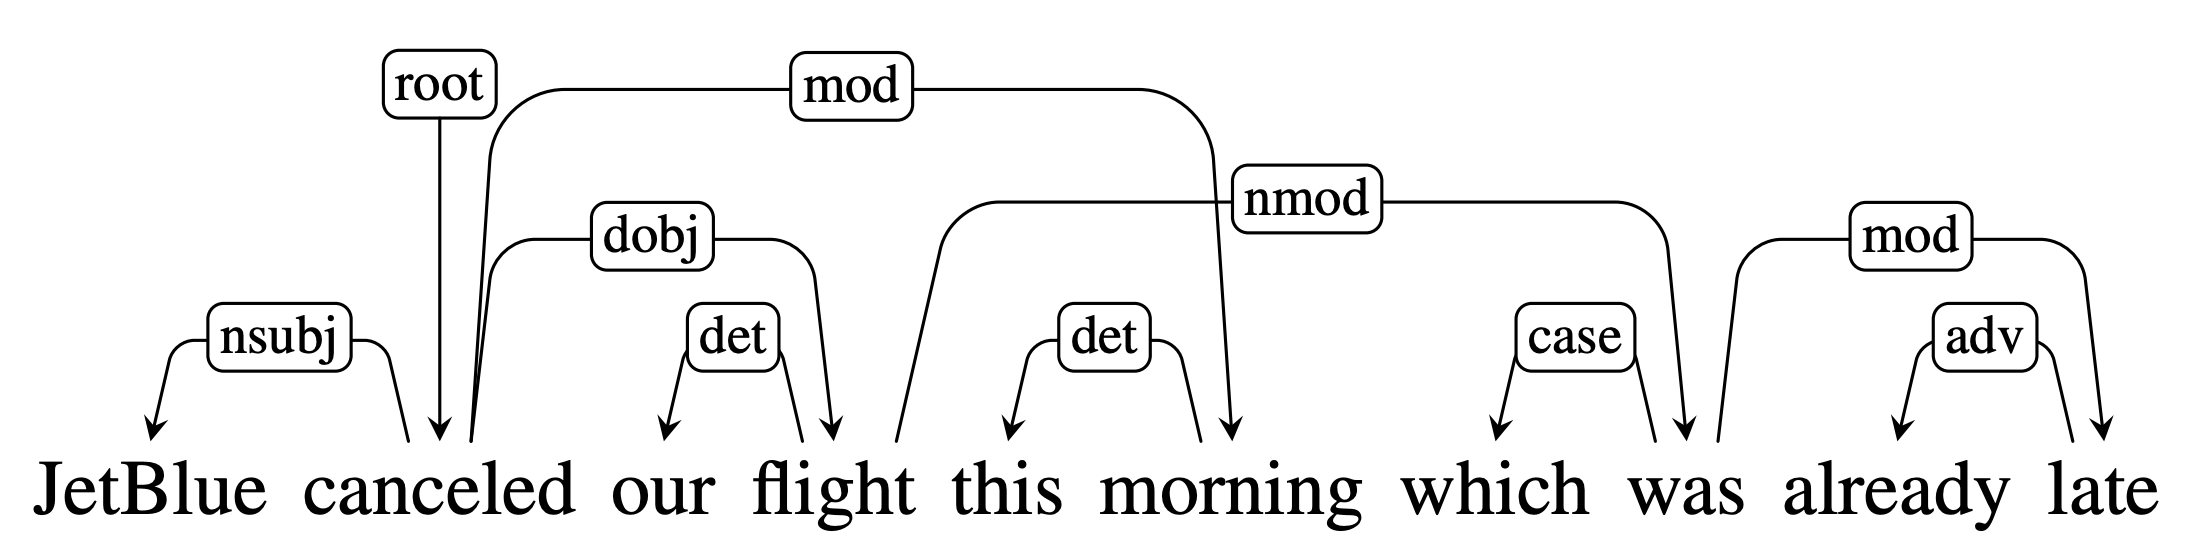 root mod
nmod
dobj mod
nsubj det det case adv
JetBlue canceled our flight this morning which was already late